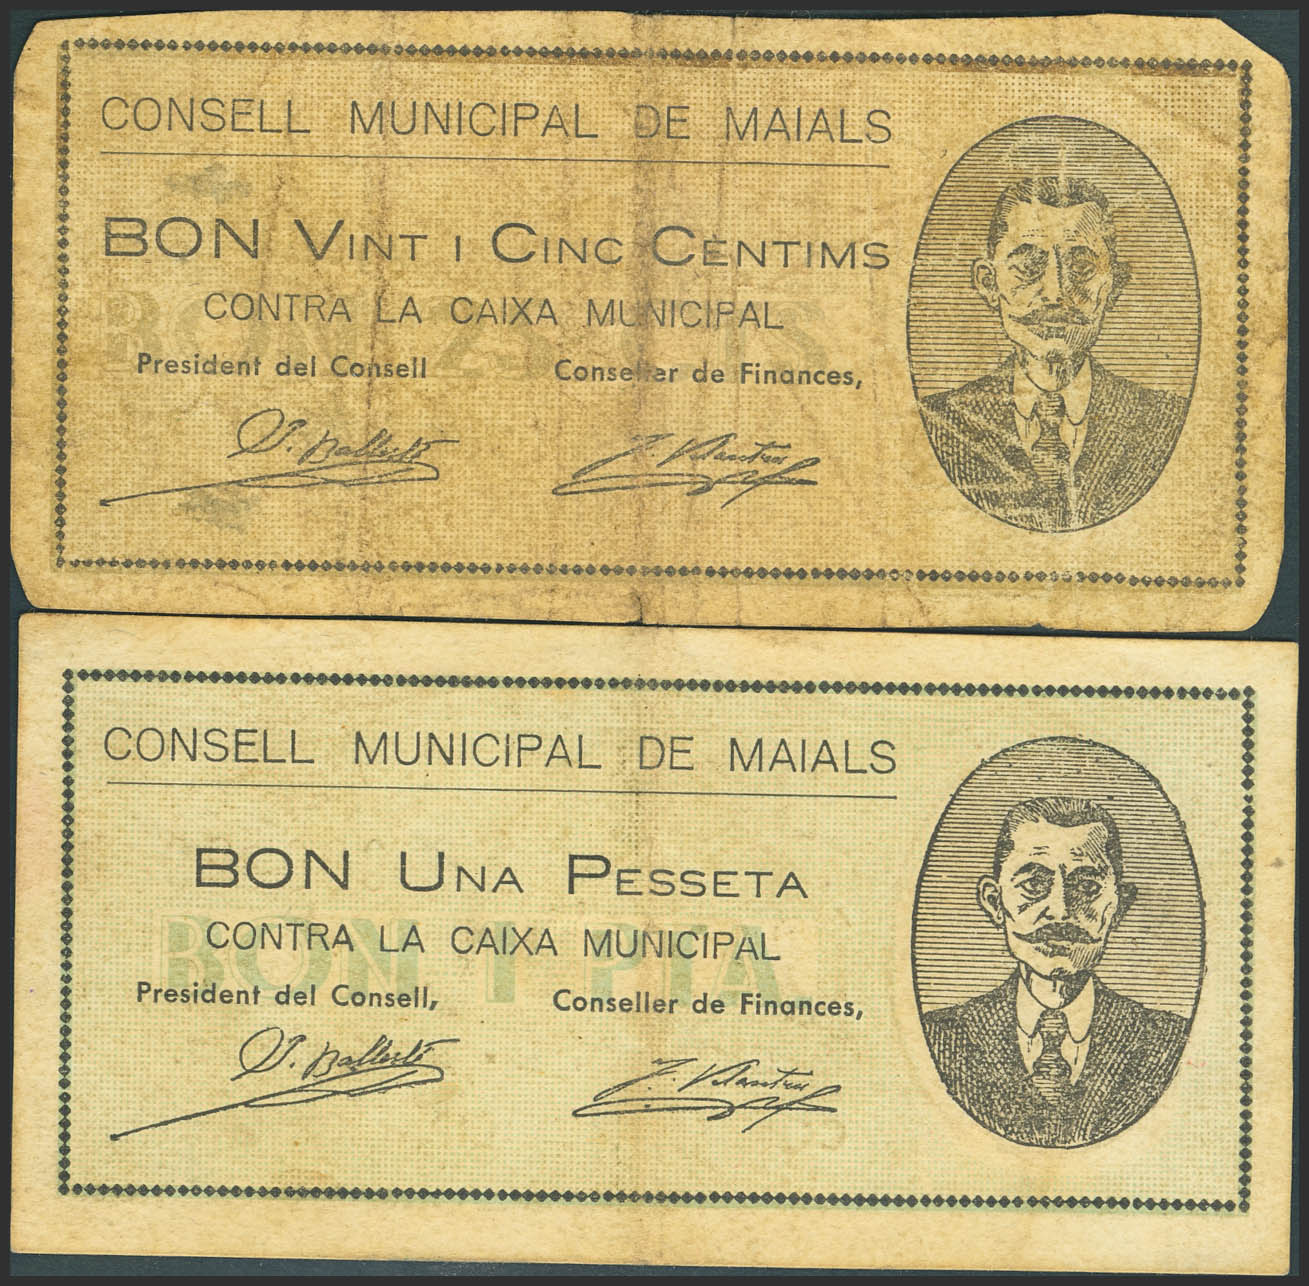 CONSELL MUNICIPAL DE MAIALS
BON VINT I CINC CÈNTIMS
CONTRA LA CAIXA MUNICIPAL
President del Consell
Conseller de Finances,
CONSELL MUNICIPAL DE MAIALS
BON UNA PESSETA
BON 1 PTA
CONTRA LA CAIXA MUNICIPAL
President del Consell,
Conseller de Finances,